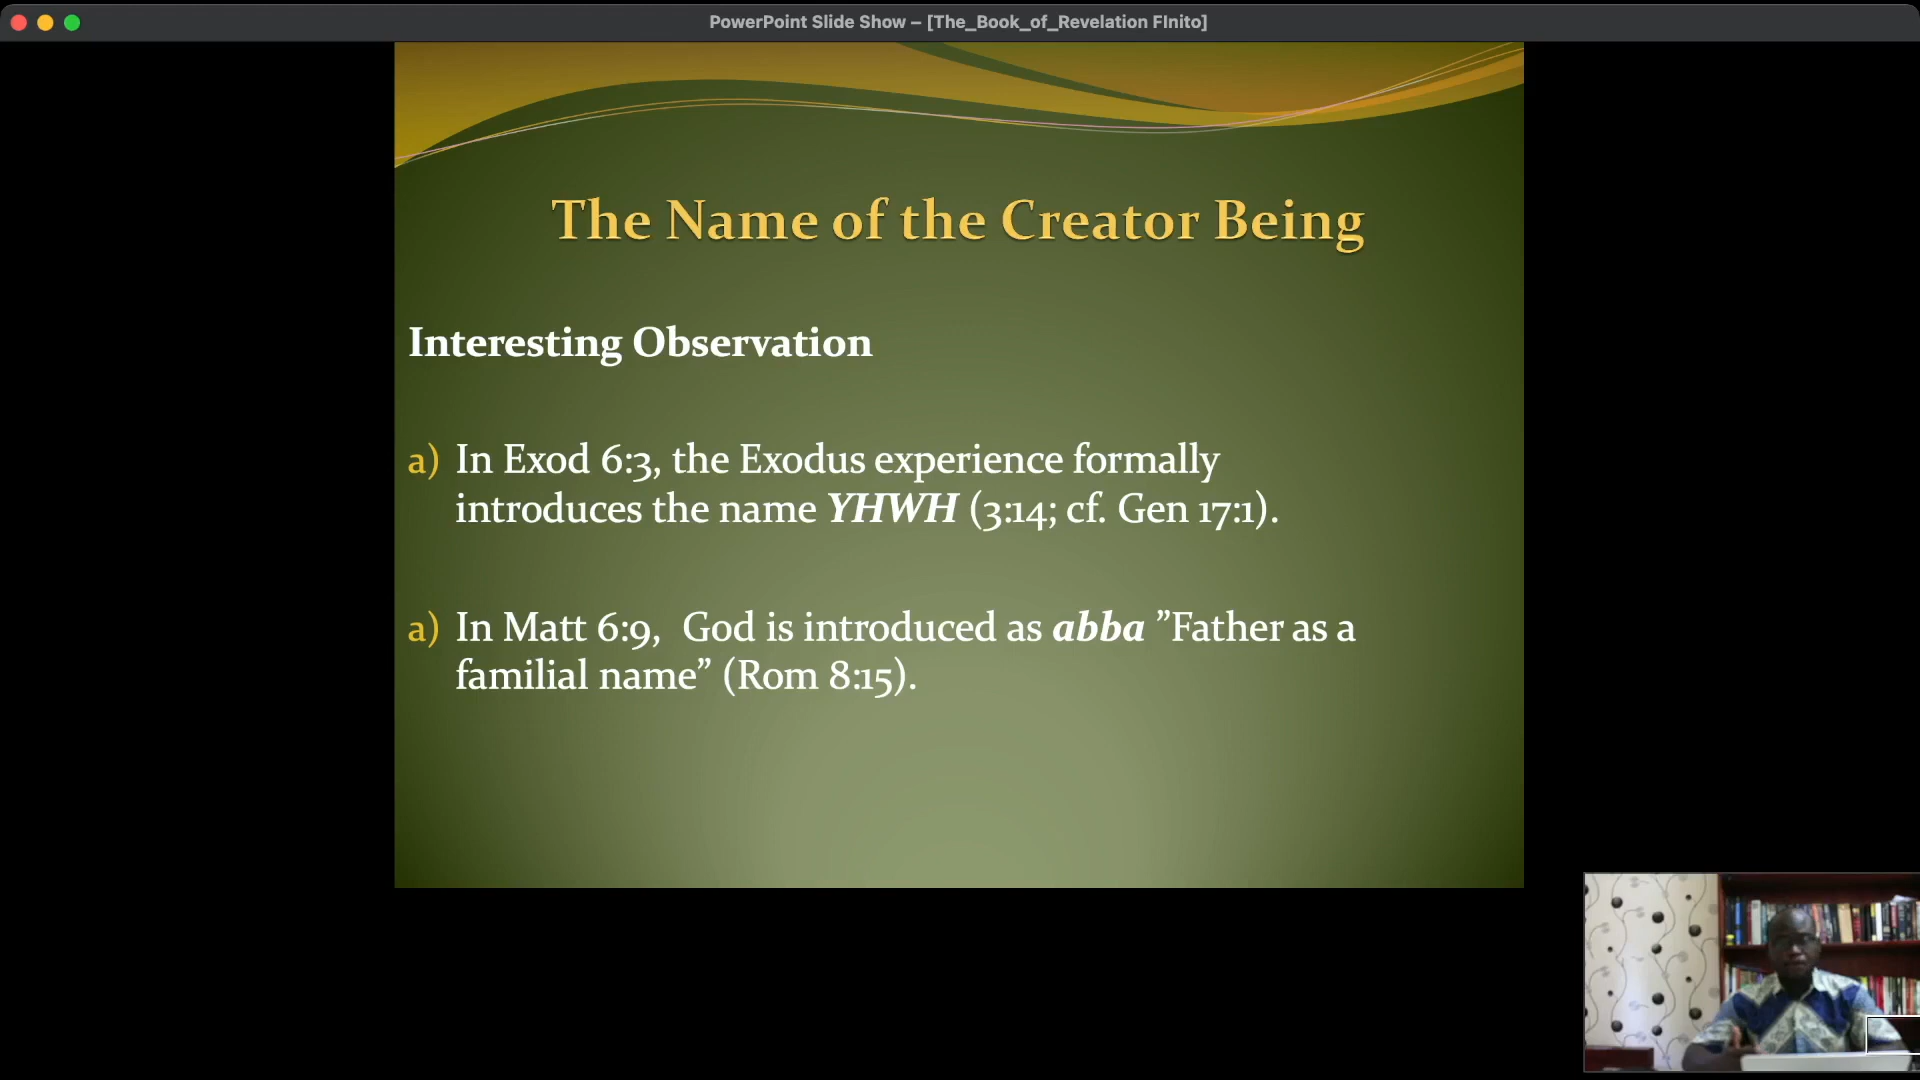 PowerPoint Slide Show – [The_Book_of_Revelation FInito]
The Name of the Creator Being
Interesting Observation
a) In Exod 6:3, the Exodus experience formally
introduces the name YHWH (3:14; cf. Gen 17:1).
a) In Matt 6:9,  God is introduced as abba ”Father as a
familial name” (Rom 8:15).